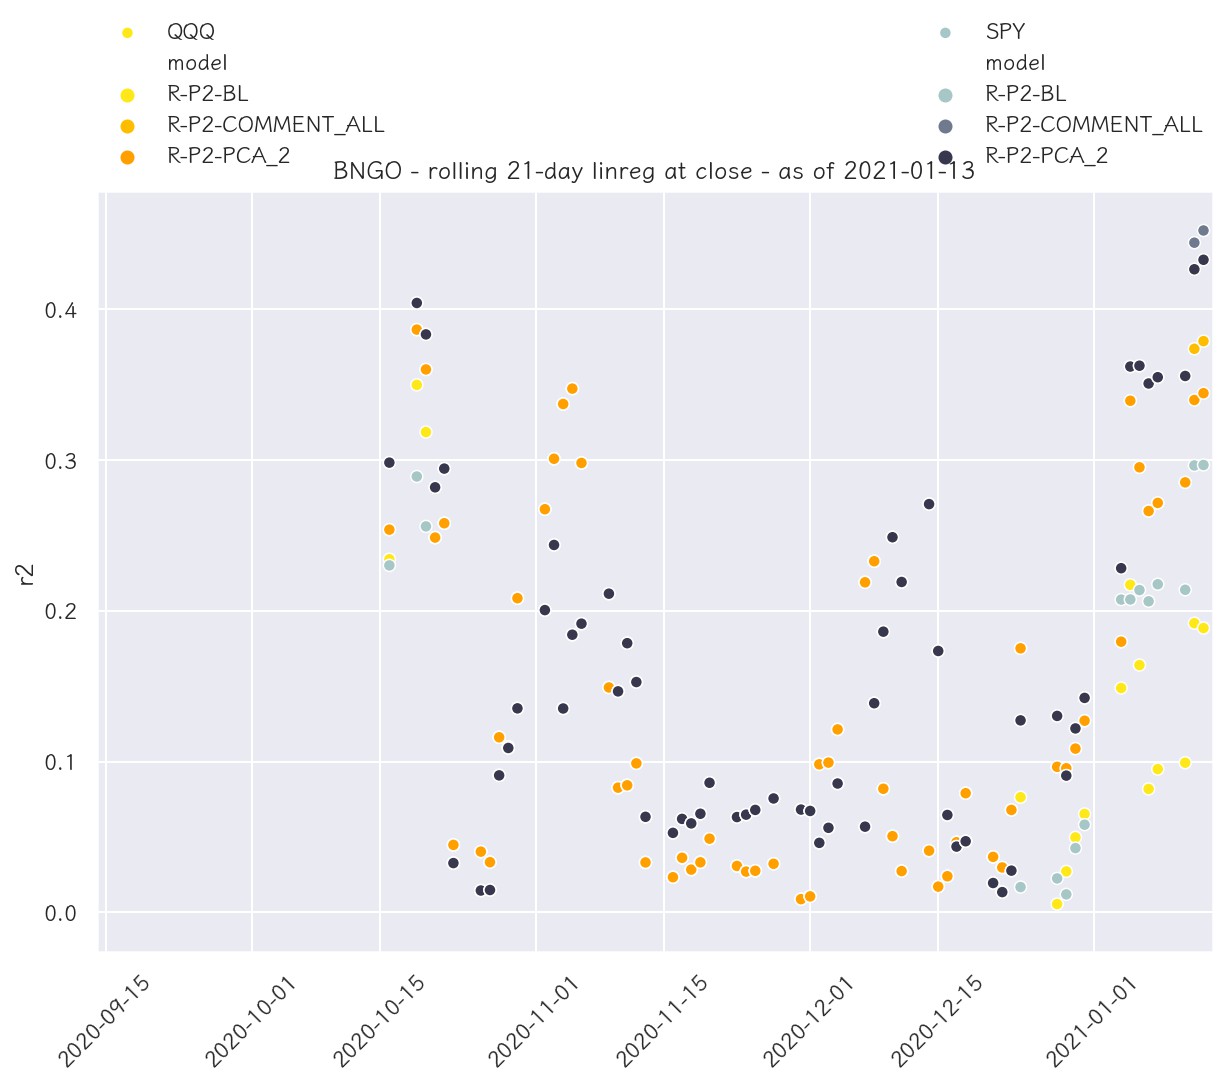 QQQ
model
R-P2-BL
R-P2-COMMENT_ALL
R-P2-PCA_2
SPY
model
R-P2-BL
R-P2-COMMENT_ALL
R-P2-PCA_2
BNGO - rolling 21-day linreg at close - as of 2021-01-13
r2
0.4
0.3
0.2
0.1
0.0
2020-09-15
2020-10-01
2020-10-15
2020-11-01
2020-11-15
2020-12-01
2020-12-15
2021-01-01